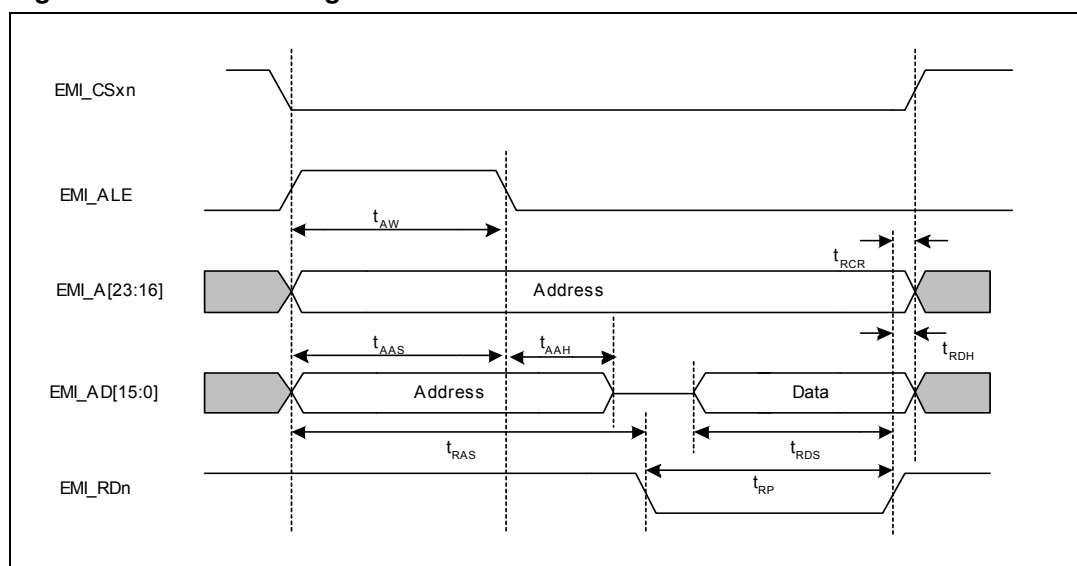 EMI_CSxn
EMI_ALE
t_AW
t_RCR
EMI_A[23:16]
Address
t_AAS
t_AAH
t_RDH
EMI_AD[15:0]
Address
Data
t_RAS
t_RDS
t_RP
EMI_RDn